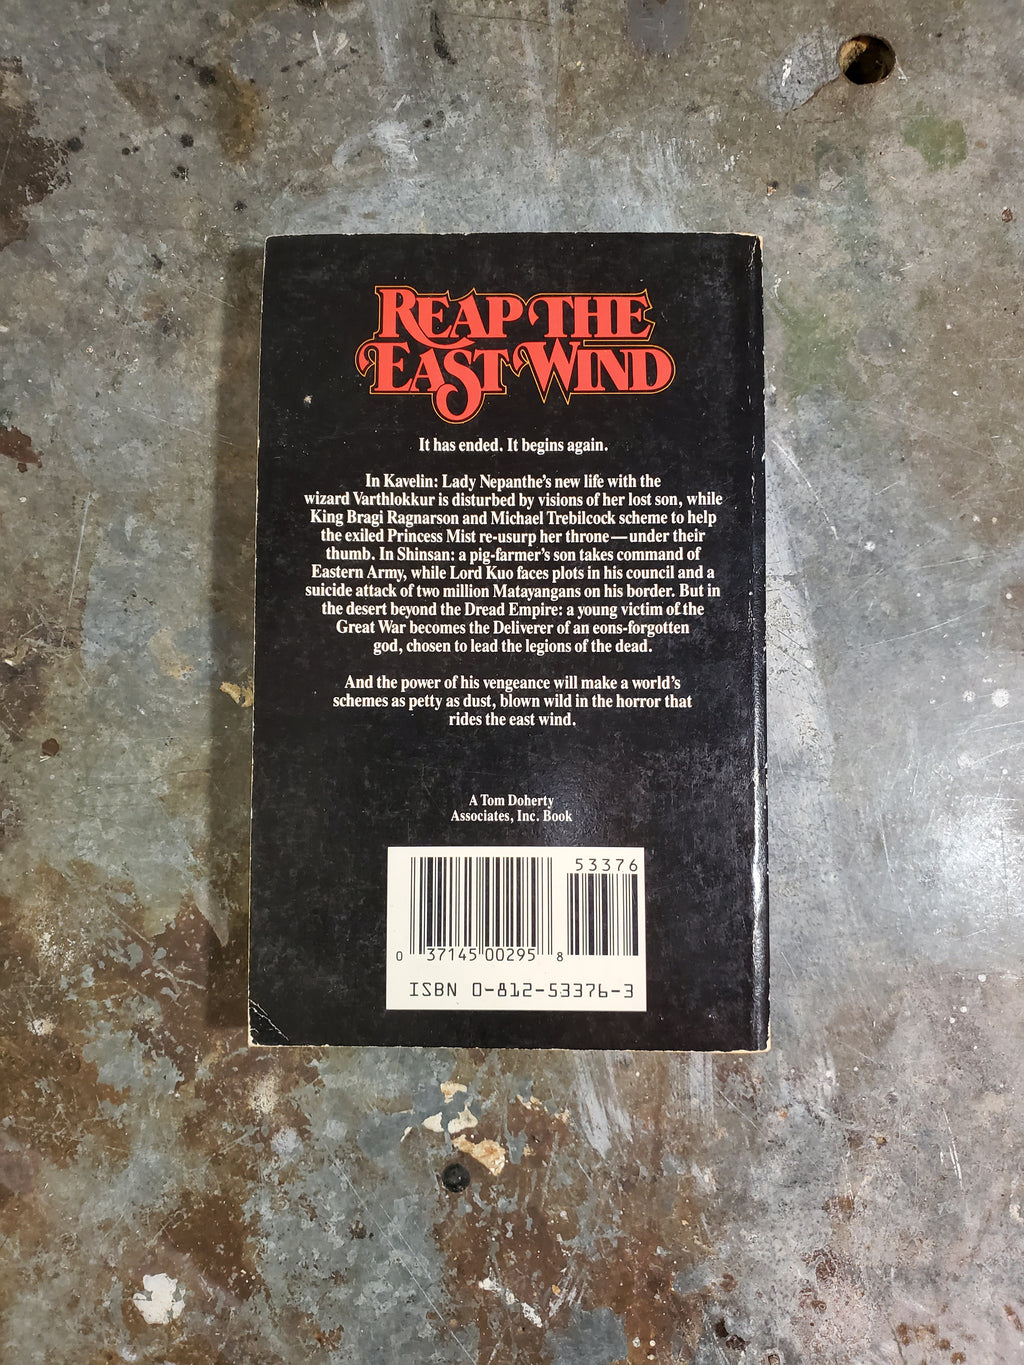 REAP THE
EAST WIND
It has ended. It begins again.
In Kavelin: Lady Nepanthe's new life with the
wizard Varthlokkur is disturbed by visions of her lost son, while
King Bragi Ragnarson and Michael Trebilcock scheme to help
the exiled Princess Mist re-usurp her throne—under their
thumb. In Shinsan: a pig-farmer's son takes command of
Eastern Army, while Lord Kuo faces plots in his council and a
suicide attack of two million Matayangans on his border. But in
the desert beyond the Dread Empire: a young victim of the
Great War becomes the Deliverer of an eons-forgotten
god, chosen to lead the legions of the dead.
And the power of his vengeance will make a world's
schemes as petty as dust, blown wild in the horror that
rides the east wind.
A Tom Doherty
Associates, Inc. Book
53376
0 37145 00295 8
ISBN 0-812-53376-3